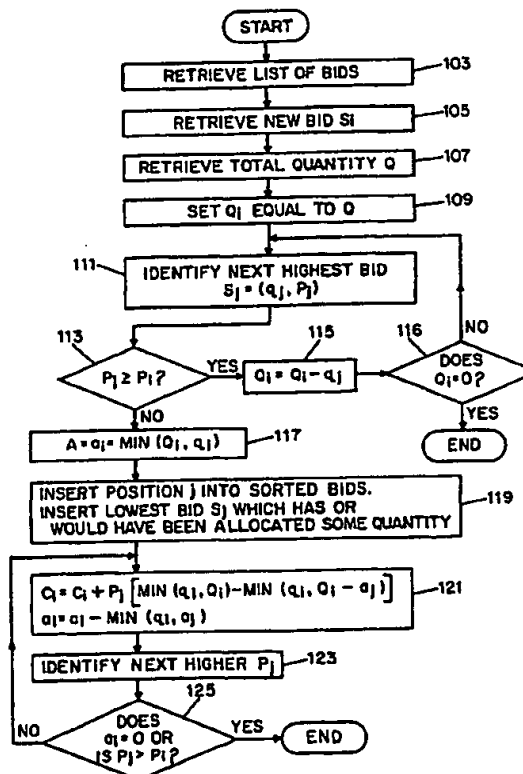 START
RETRIEVE LIST OF BIDS
103
RETRIEVE NEW BID Si
105
RETRIEVE TOTAL QUANTITY Q
107
SET Qi EQUAL TO Q
109
111
IDENTIFY NEXT HIGHEST BID
Sj = (qj, Pj)
113
Pj ≥ Pi?
YES
115
Qi = Qi - qj
116
DOES
Qi = 0?
NO
YES
END
NO
A = ai = MIN (Qi, qi)
117
INSERT POSITION j INTO SORTED BIDS.
INSERT LOWEST BID Sj WHICH HAS OR
WOULD HAVE BEEN ALLOCATED SOME QUANTITY
119
Ci = Ci + Pj [MIN (qi, Qi) - MIN (qi, Qi - aj)]
ai = ai - MIN (qi, aj)
121
IDENTIFY NEXT HIGHER Pj
123
125
DOES
ai = 0 OR
IS Pj > Pi?
NO
YES
END